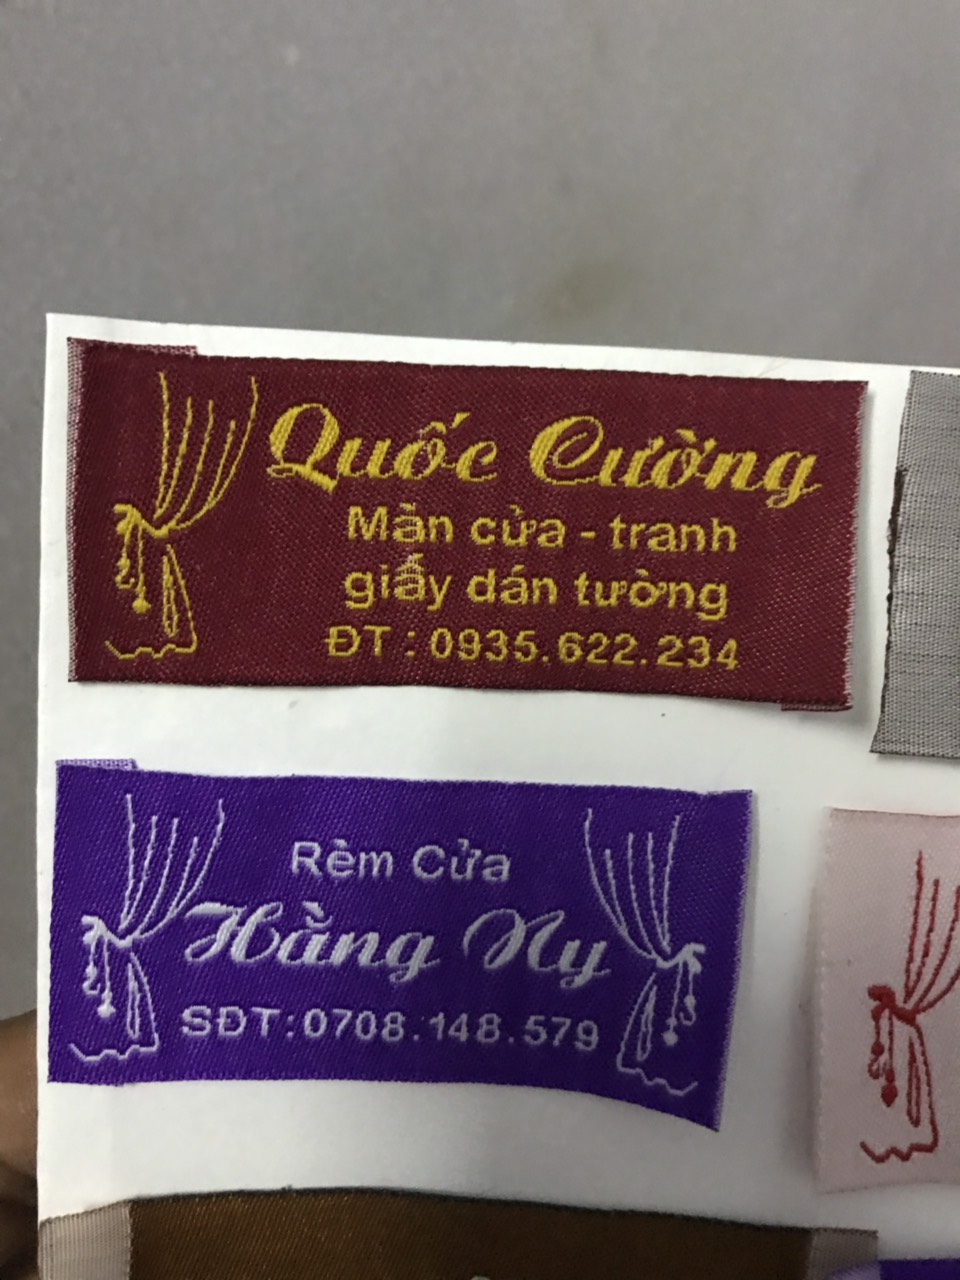 Quốc Cường
Màn cửa - tranh
giấy dán tường
ĐT : 0935.622.234
Rèm Cửa
Hằng Ny
SĐT:0708.148.579